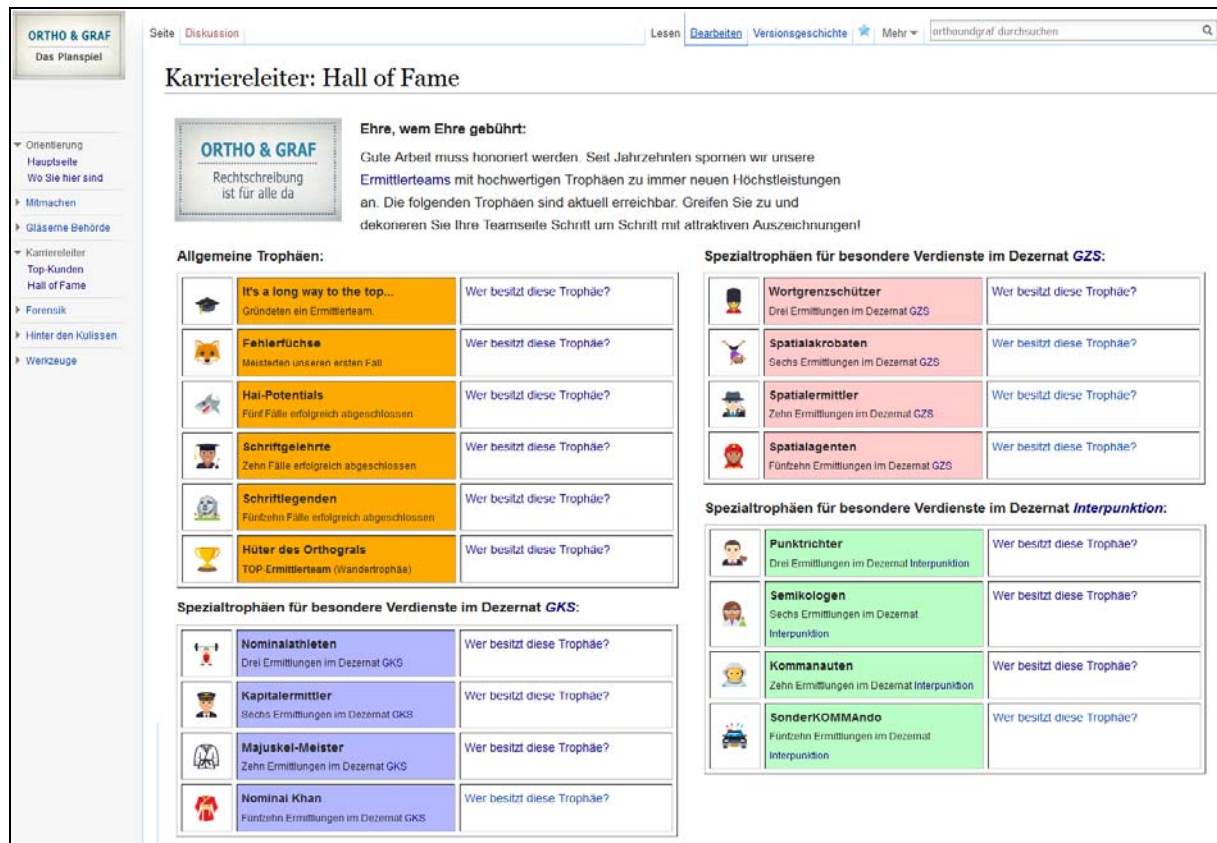 ORTHO & GRAF
Das Planspiel
Seite Diskussion
Lesen Bearbeiten Versionsgeschichte Mehr orthoundgraf durchsuchen
Orientierung
Hauptseite
Wo Sie hier sind
Mitmachen
Gläserne Behörde
Karriereleiter
Top-Kunden
Hall of Fame
Forensik
Hinter den Kulissen
Werkzeuge
Karriereleiter: Hall of Fame
ORTHO & GRAF
Rechtschreibung
ist für alle da
Ehre, wem Ehre gebührt:
Gute Arbeit muss honoriert werden. Seit Jahrzehnten spornen wir unsere
Ermittlerteams mit hochwertigen Trophäen zu immer neuen Höchstleistungen
an. Die folgenden Trophäen sind aktuell erreichbar. Greifen Sie zu und
dekorieren Sie Ihre Teamseite Schritt um Schritt mit attraktiven Auszeichnungen!
Allgemeine Trophäen:
It's a long way to the top... Wer besitzt diese Trophäe?
Gründeten ein Ermittlerteam.
Fehlerfüchse Wer besitzt diese Trophäe?
Meisterten unseren ersten Fall
Hai-Potentials Wer besitzt diese Trophäe?
Fünf Fälle erfolgreich abgeschlossen
Schriftgelehrte Wer besitzt diese Trophäe?
Zehn Fälle erfolgreich abgeschlossen
Schriftlegenden Wer besitzt diese Trophäe?
Fünfzehn Fälle erfolgreich abgeschlossen
Hüter des Orthograls Wer besitzt diese Trophäe?
TOP-Ermittlerteam (Wandertrophäe)
Spezialtrophäen für besondere Verdienste im Dezernat GKS:
Nominalathleten Wer besitzt diese Trophäe?
Drei Ermittlungen im Dezernat GKS
Kapitalermittler Wer besitzt diese Trophäe?
Sechs Ermittlungen im Dezernat GKS
Majuskel-Meister Wer besitzt diese Trophäe?
Zehn Ermittlungen im Dezernat GKS
Nominal Khan Wer besitzt diese Trophäe?
Fünfzehn Ermittlungen im Dezernat GKS
Spezialtrophäen für besondere Verdienste im Dezernat GZS:
Wortgrenzschützer Wer besitzt diese Trophäe?
Drei Ermittlungen im Dezernat GZS
Spatialakrobaten Wer besitzt diese Trophäe?
Sechs Ermittlungen im Dezernat GZS
Spatialermittler Wer besitzt diese Trophäe?
Zehn Ermittlungen im Dezernat GZS
Spatialagenten Wer besitzt diese Trophäe?
Fünfzehn Ermittlungen im Dezernat GZS
Spezialtrophäen für besondere Verdienste im Dezernat Interpunktion:
Punktrichter Wer besitzt diese Trophäe?
Drei Ermittlungen im Dezernat Interpunktion
Semikologen Wer besitzt diese Trophäe?
Sechs Ermittlungen im Dezernat
Interpunktion
Kommanauten Wer besitzt diese Trophäe?
Zehn Ermittlungen im Dezernat Interpunktion
SonderKOMMAndo Wer besitzt diese Trophäe?
Fünfzehn Ermittlungen im Dezernat
Interpunktion